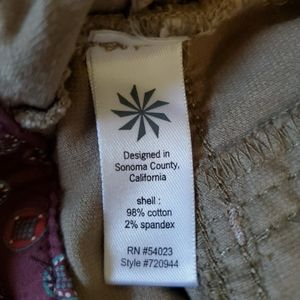 Designed in
Sonoma County,
California
shell :
98% cotton
2% spandex
RN #54023
Style #720944